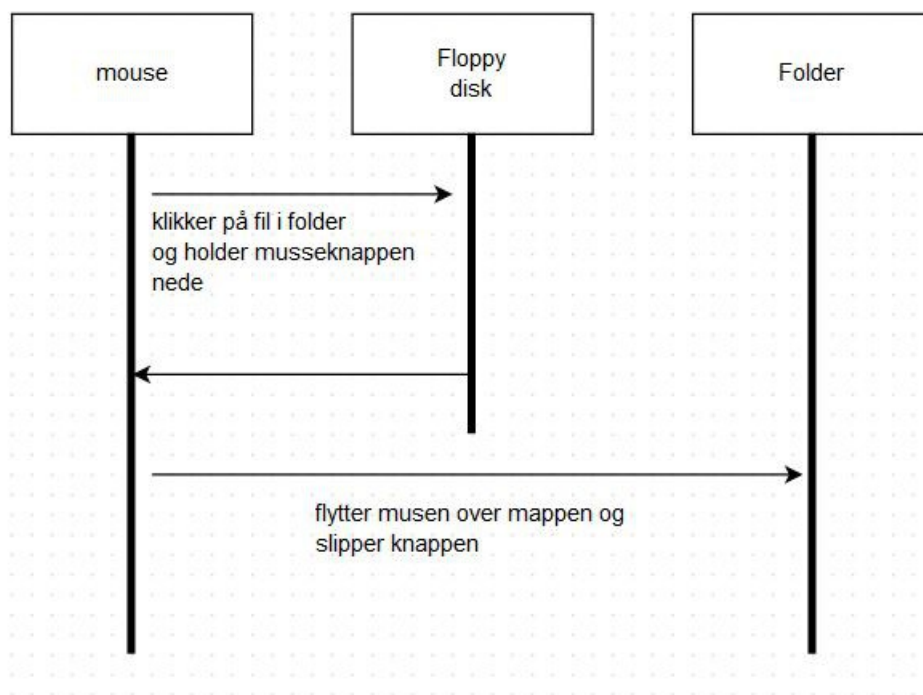 mouse
Floppy
disk
Folder
klikker på fil i folder
og holder musseknappen
nede
flytter musen over mappen og
slipper knappen